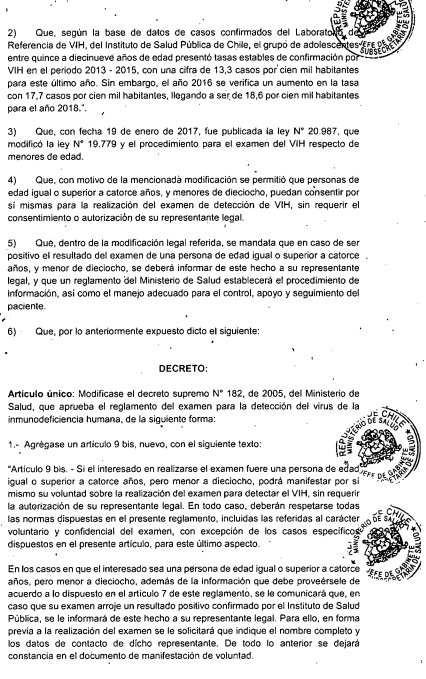 2) Que, según la base de datos de casos confirmados del Laboratorio de
Referencia de VIH, del Instituto de Salud Pública de Chile, el grupo de adolescentes
entre quince a diecinueve años de edad presentó tasas estables de confirmación por
VIH en el periodo 2013 - 2015, con una cifra de 13,3 casos por cien mil habitantes
para este último año. Sin embargo, el año 2016 se verifica un aumento en la tasa
con 17,7 casos por cien mil habitantes, llegando a ser de 18,6 por cien mil habitantes
para el año 2018.".
3) Que, con fecha 19 de enero de 2017, fue publicada la ley N° 20.987, que
modificó la ley N° 19.779 y el procedimiento para el examen del VIH respecto de
menores de edad.
4) Que, con motivo de la mencionada modificación se permitió que personas de
edad igual o superior a catorce años, y menores de dieciocho, puedan consentir por
sí mismas para la realización del examen de detección de VIH, sin requerir el
consentimiento o autorización de su representante legal.
5) Que, dentro de la modificación legal referida, se mandata que en caso de ser
positivo el resultado del examen de una persona de edad igual o superior a catorce
años, y menor de dieciocho, se deberá informar de este hecho a su representante
legal, y que un reglamento del Ministerio de Salud establecerá el procedimiento de
información, así como el manejo adecuado para el control, apoyo y seguimiento del
paciente.
6) Que, por lo anteriormente expuesto dicto el siguiente:
DECRETO:
Artículo único: Modifícase el decreto supremo N° 182, de 2005, del Ministerio de
Salud, que aprueba el reglamento del examen para la detección del virus de la
inmunodeficiencia humana, de la siguiente forma:
1.- Agrégase un artículo 9 bis, nuevo, con el siguiente texto:
"Artículo 9 bis. - Si el interesado en realizarse el examen fuere una persona de edad
igual o superior a catorce años, pero menor a dieciocho, podrá manifestar por sí
mismo su voluntad sobre la realización del examen para detectar el VIH, sin requerir
la autorización de su representante legal. En todo caso, deberán respetarse todas
las normas dispuestas en el presente reglamento, incluidas las referidas al carácter
voluntario y confidencial del examen, con excepción de los casos específicos
dispuestos en el presente artículo, para este último aspecto.
En los casos en que el interesado sea una persona de edad igual o superior a catorce
años, pero menor a dieciocho, además de la información que debe proveérsele de
acuerdo a lo dispuesto en el artículo 7 de este reglamento, se le comunicará que, en
caso que su examen arroje un resultado positivo confirmado por el Instituto de Salud
Pública, se le informará de este hecho a su representante legal. Para ello, en forma
previa a la realización del examen se le solicitará que indique el nombre completo y
los datos de contacto de dicho representante. De todo lo anterior se dejará
constancia en el documento de manifestación de voluntad.